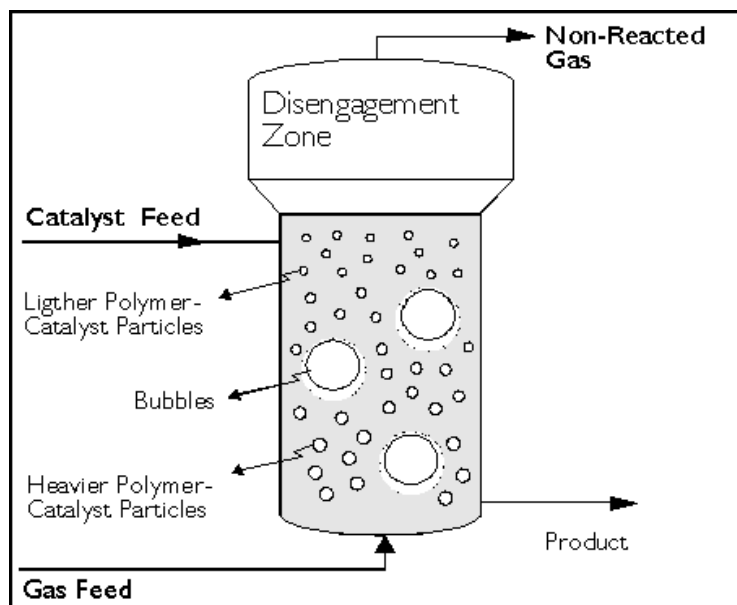 Non-Reacted
Gas
Disengagement
Zone
Catalyst Feed
Ligther Polymer-
Catalyst Particles
Bubbles
Heavier Polymer-
Catalyst Particles
Product
Gas Feed